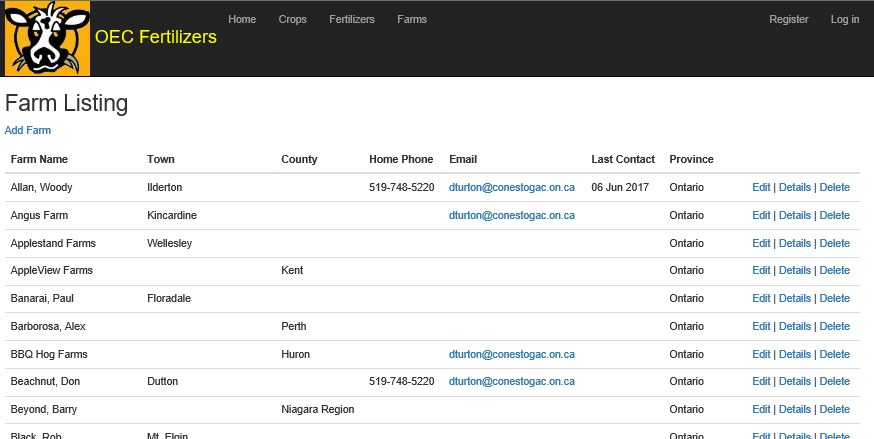 OEC Fertilizers Home Crops Fertilizers Farms Register Log in
Farm Listing
Add Farm
Farm Name Town County Home Phone Email Last Contact Province
Allan, Woody Ilderton 519-748-5220 dturton@conestogac.on.ca 06 Jun 2017 Ontario Edit | Details | Delete
Angus Farm Kincardine dturton@conestogac.on.ca Ontario Edit | Details | Delete
Applestand Farms Wellesley Ontario Edit | Details | Delete
AppleView Farms Kent Ontario Edit | Details | Delete
Banarai, Paul Floradale Ontario Edit | Details | Delete
Barborosa, Alex Perth Ontario Edit | Details | Delete
BBQ Hog Farms Huron dturton@conestogac.on.ca Ontario Edit | Details | Delete
Beachnut, Don Dutton 519-748-5220 dturton@conestogac.on.ca Ontario Edit | Details | Delete
Beyond, Barry Niagara Region Ontario Edit | Details | Delete
Black, Rob Mt. Elgin Ontario Edit | Details | Delete